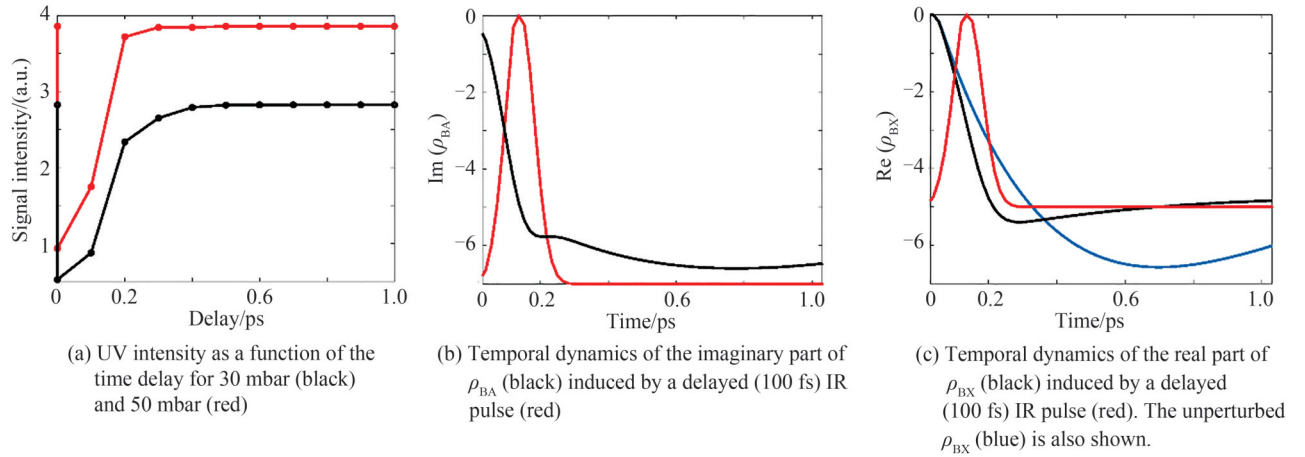 4
3
2
1
0
0.2
0.6
1.0
Signal intensity/(a.u.)
Delay/ps
(a) UV intensity as a function of the
time delay for 30 mbar (black)
and 50 mbar (red)
0
−2
−4
−6
0
0.2
0.6
1.0
Im (ρBA)
Time/ps
(b) Temporal dynamics of the imaginary part of
ρBA (black) induced by a delayed (100 fs) IR
pulse (red)
0
−2
−4
−6
0
0.2
0.6
1.0
Re (ρBX)
Time/ps
(c) Temporal dynamics of the real part of
ρBX (black) induced by a delayed
(100 fs) IR pulse (red). The unperturbed
ρBX (blue) is also shown.